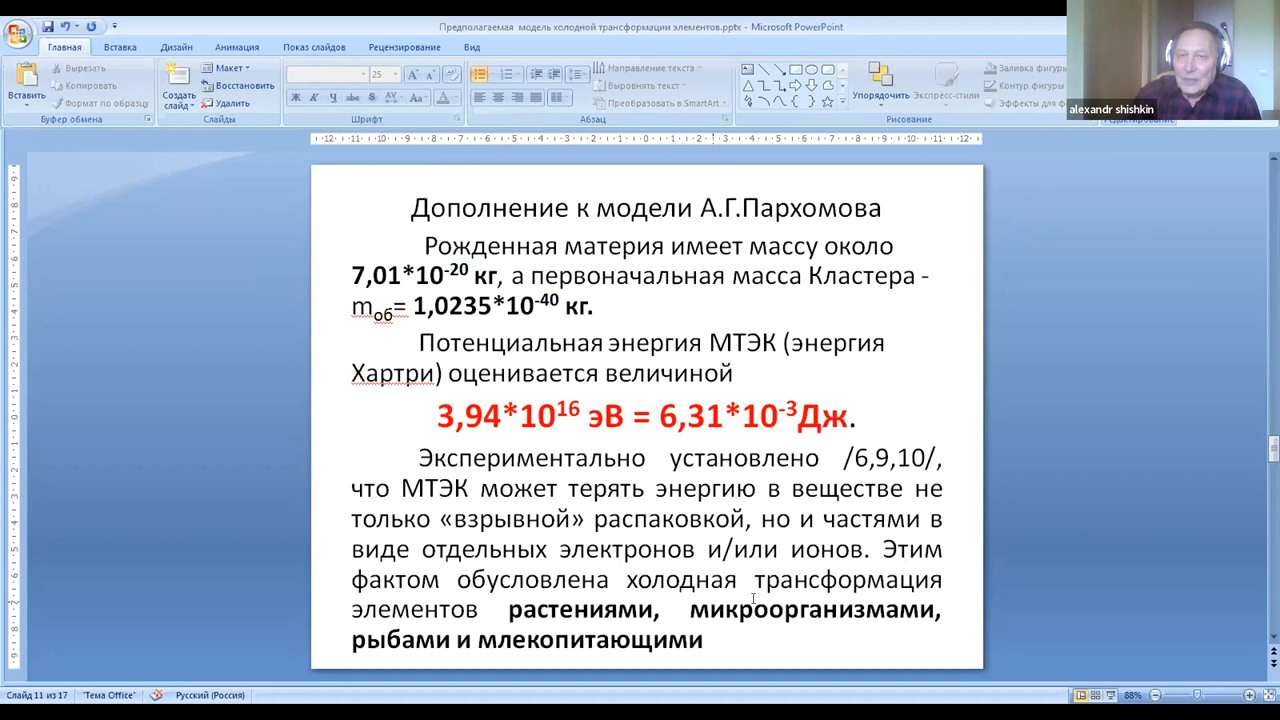 Предполагаемая модель холодной трансформации элементов.pptx - Microsoft PowerPoint
Главная Вставка Дизайн Анимация Показ слайдов Рецензирование Вид
Вставить
Вырезать
Копировать
Формат по образцу
Буфер обмена
Создать слайд
Макет
Восстановить
Удалить
Слайды
25
Шрифт
Направление текста
Выровнять текст
Преобразовать в SmartArt
Абзац
Упорядочить
Экспресс-стили
Заливка фигуры
Контур фигуры
Эффекты для ф
Рисование
Редактирование
alexandr shishkin
Дополнение к модели А.Г.Пархомова
Рожденная материя имеет массу около
7,01*10⁻²⁰ кг, а первоначальная масса Кластера -
mоб= 1,0235*10⁻⁴⁰ кг.
Потенциальная энергия МТЭК (энергия
Хартри) оценивается величиной
3,94*10¹⁶ эВ = 6,31*10⁻³Дж.
Экспериментально установлено /6,9,10/,
что МТЭК может терять энергию в веществе не
только «взрывной» распаковкой, но и частями в
виде отдельных электронов и/или ионов. Этим
фактом обусловлена холодная трансформация
элементов растениями, микроорганизмами,
рыбами и млекопитающими
Слайд 11 из 17 "Тема Office" Русский (Россия) 88%